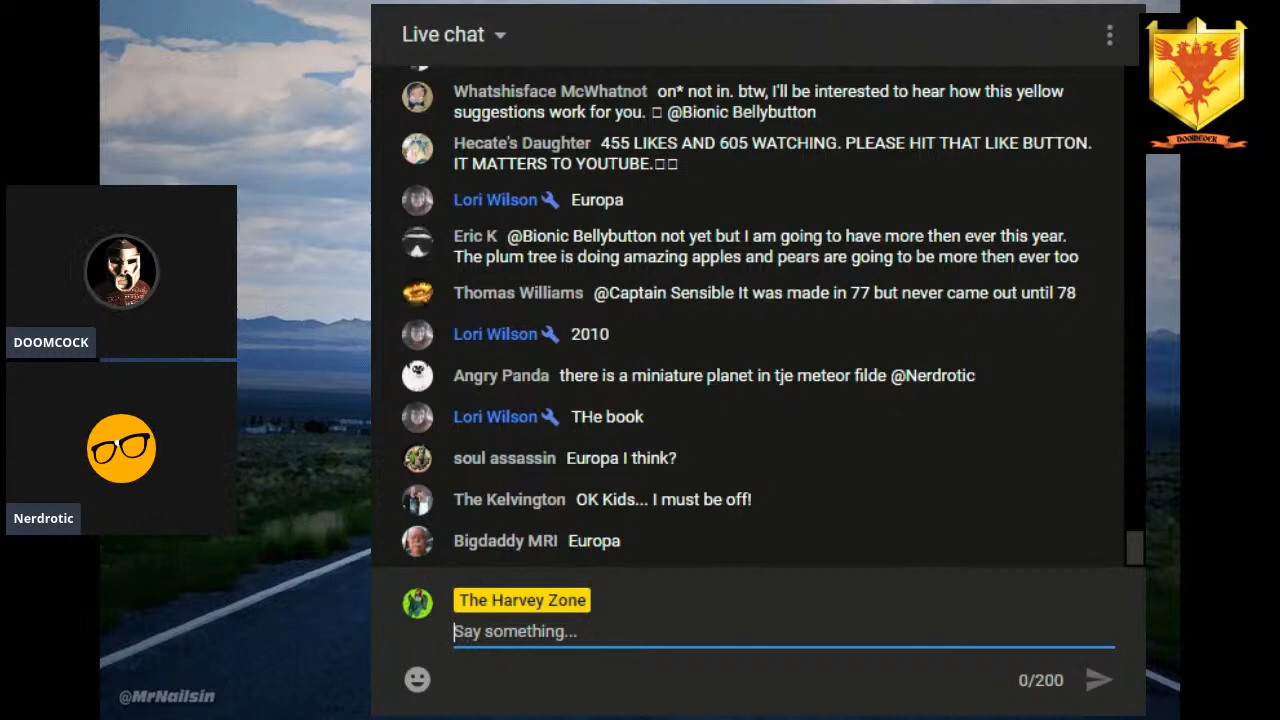 Live chat
Whatshisface McWhatnot on* not in. btw, I'll be interested to hear how this yellow
suggestions work for you. @Bionic Bellybutton
Hecate's Daughter 455 LIKES AND 605 WATCHING. PLEASE HIT THAT LIKE BUTTON.
IT MATTERS TO YOUTUBE.
Lori Wilson Europa
Eric K @Bionic Bellybutton not yet but I am going to have more then ever this year.
The plum tree is doing amazing apples and pears are going to be more then ever too
Thomas Williams @Captain Sensible It was made in 77 but never came out until 78
Lori Wilson 2010
Angry Panda there is a miniature planet in tje meteor filde @Nerdrotic
Lori Wilson THe book
soul assassin Europa I think?
The Kelvington OK Kids... I must be off!
Bigdaddy MRI Europa
The Harvey Zone
Say something...
0/200
DOOMCOCK
Nerdrotic
DOOMCOCK
@MrNailsin